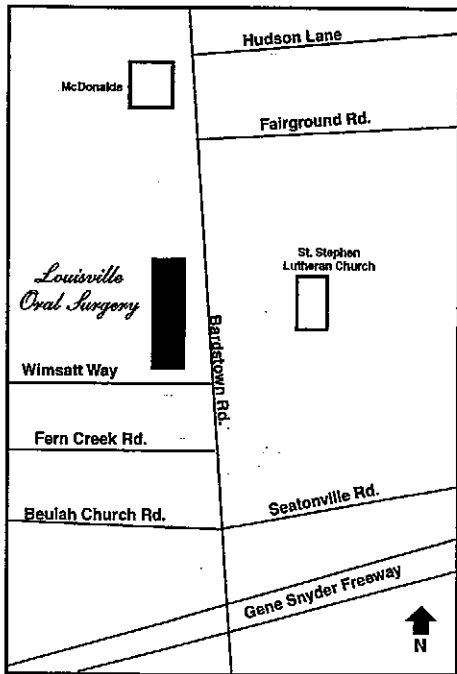 Hudson Lane
McDonalds
Fairground Rd.
St. Stephen
Lutheran Church
Louisville
Oral Surgery
Bardstown Rd.
Wimsatt Way
Fern Creek Rd.
Seatonville Rd.
Beulah Church Rd.
Gene Snyder Freeway
N